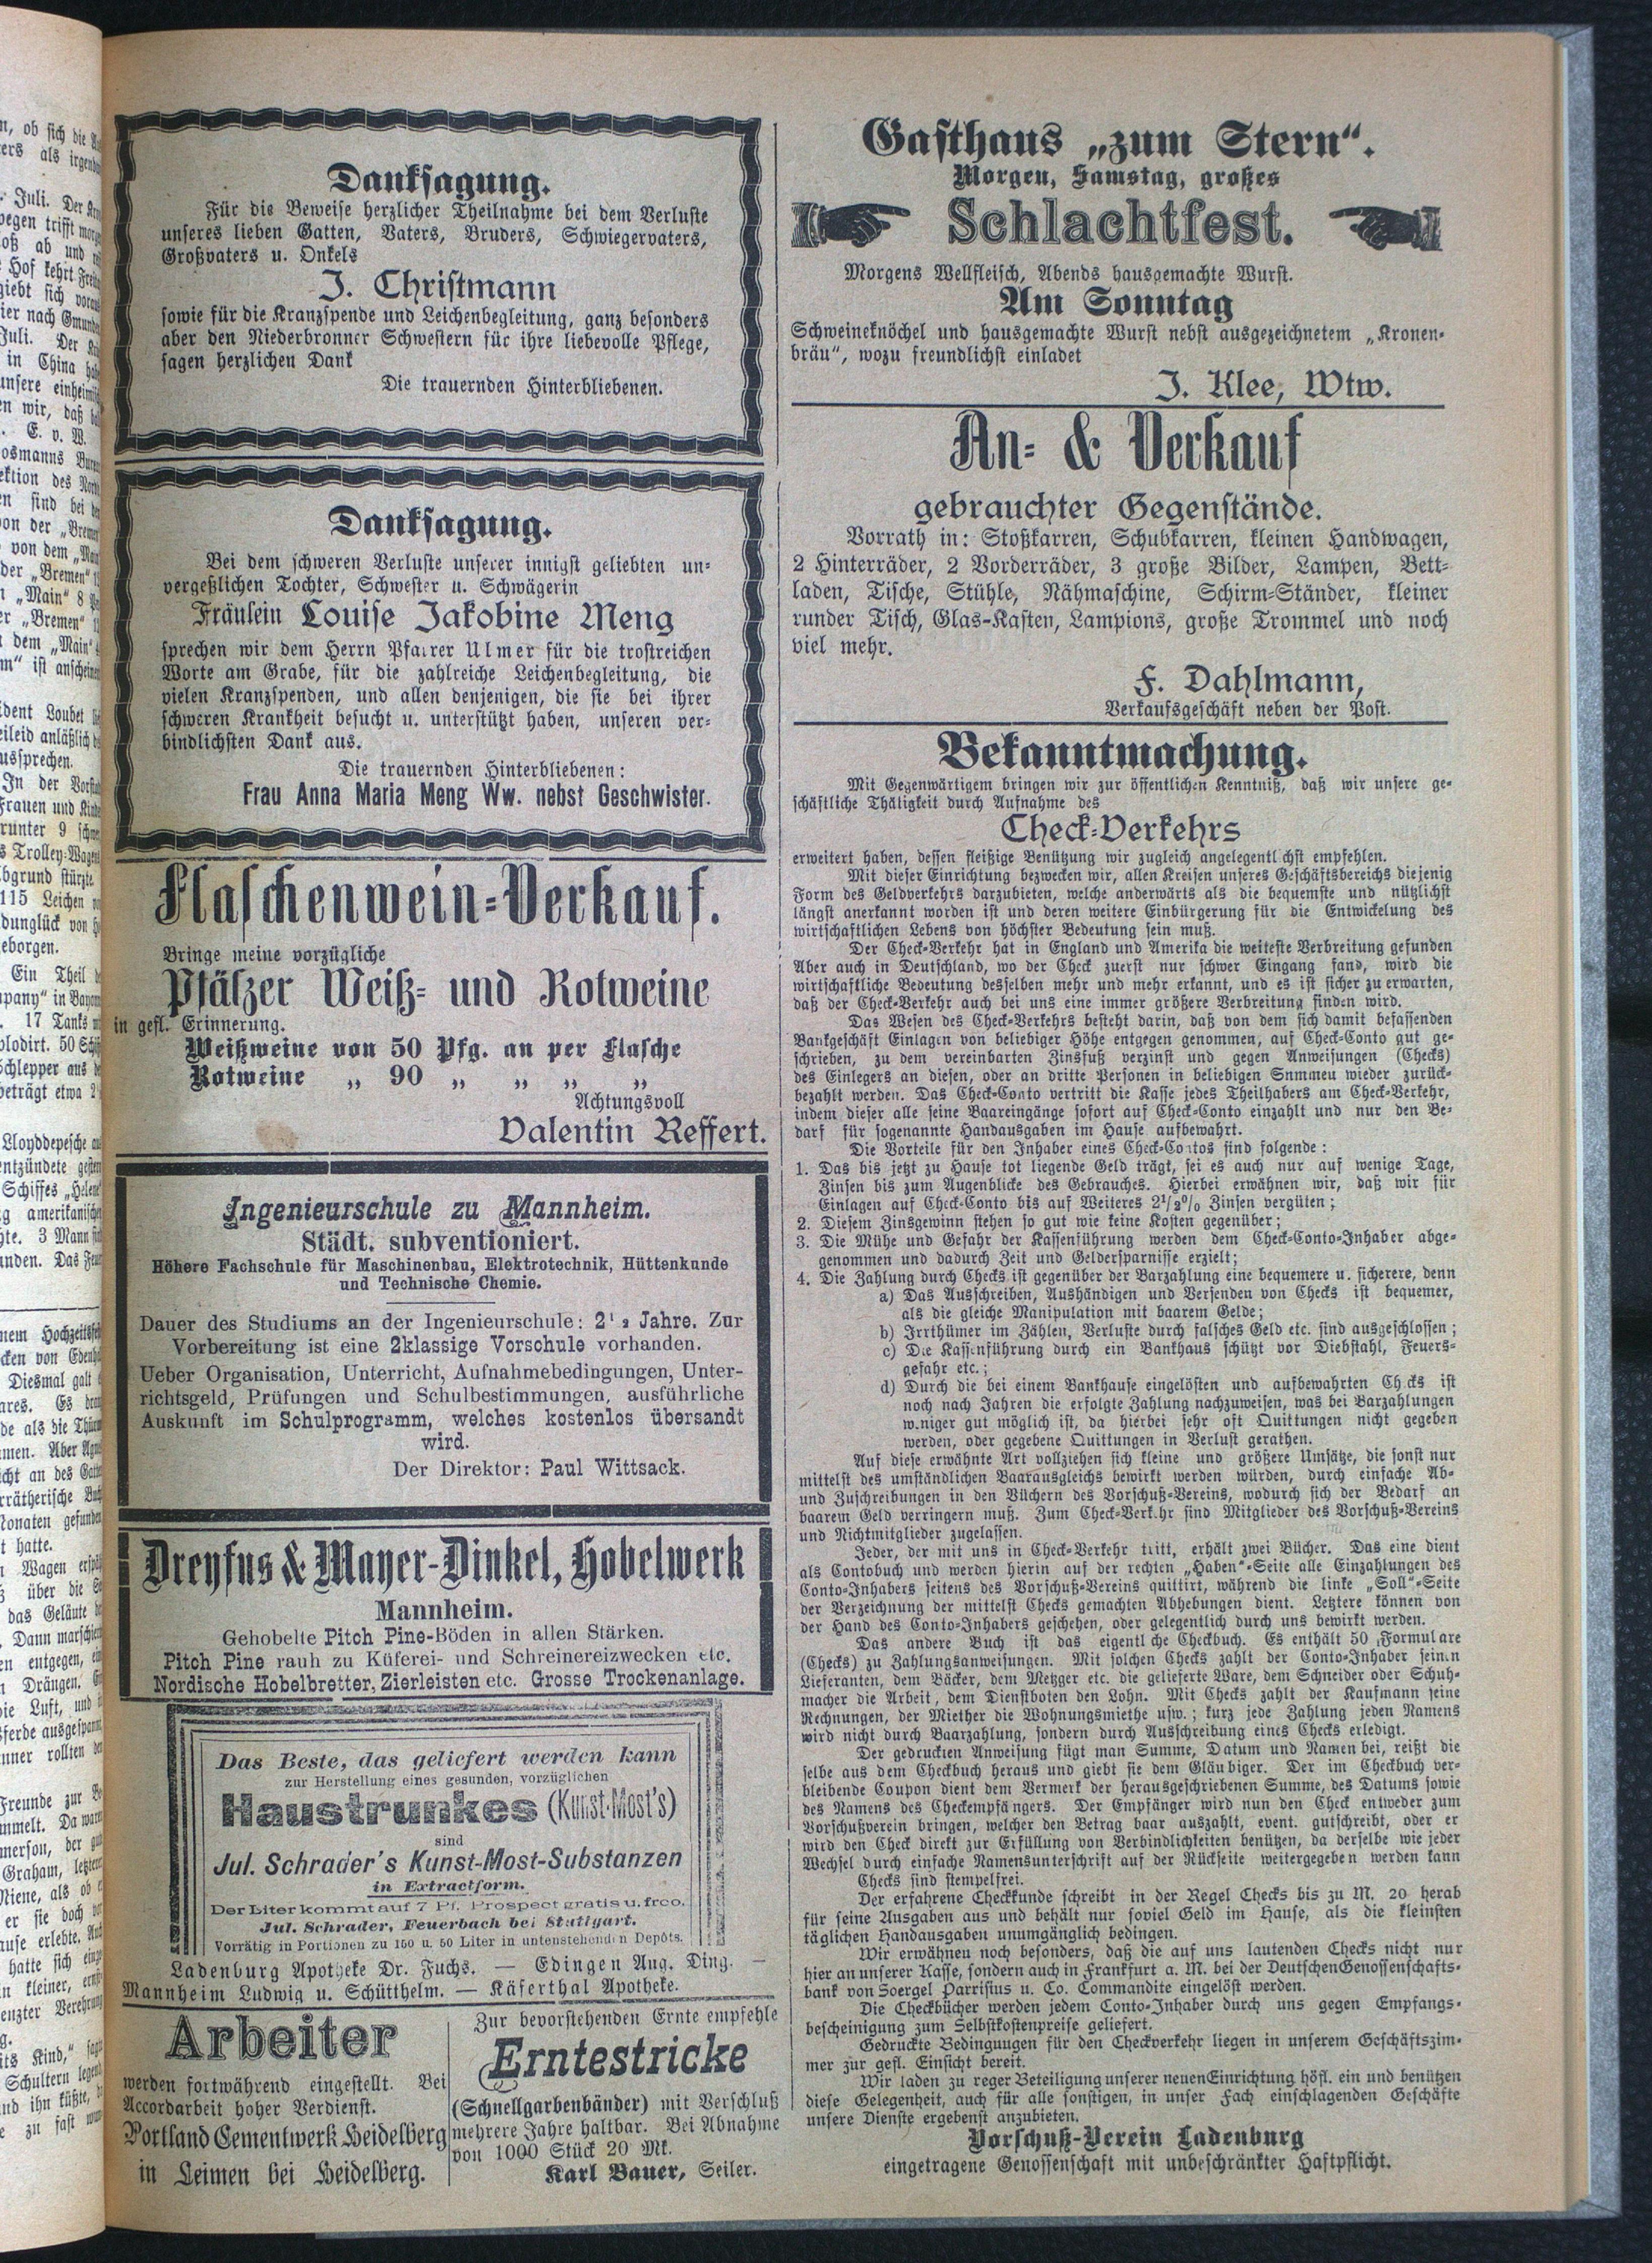 Danksagung.
Für die Beweise herzlicher Theilnahme bei dem Verluste
unseres lieben Gatten, Vaters, Bruders, Schwiegervaters,
Großvaters u. Onkels
J. Christmann
sowie für die Kranzspende und Leichenbegleitung, ganz besonders
aber den Niederbronner Schwestern für ihre liebevolle Pflege,
sagen herzlichen Dank
Die trauernden Hinterbliebenen.
Danksagung.
Bei dem schweren Verluste unserer innigst geliebten un-
vergeßlichen Tochter, Schwester u. Schwägerin
Fräulein Louise Jakobine Meng
sprechen wir dem Herrn Pfarrer Ulmer für die trostreichen
Worte am Grabe, für die zahlreiche Leichenbegleitung, die
vielen Kranzspenden, und allen denjenigen, die sie bei ihrer
schweren Krankheit besucht u. unterstützt haben, unseren ver-
bindlichsten Dank aus.
Die trauernden Hinterbliebenen:
Frau Anna Maria Meng Ww. nebst Geschwister.
Flaschenwein-Verkauf.
Bringe meine vorzügliche
Pfälzer Weiß- und Rotweine
in gefl. Erinnerung.
Weißweine von 50 Pfg. an per Flasche
Rotweine „ 90 „ „ „ „
Achtungsvoll
Valentin Reffert.
Ingenieurschule zu Mannheim.
Städt. subventioniert.
Höhere Fachschule für Maschinenbau, Elektrotechnik, Hüttenkunde
und Technische Chemie.
Dauer des Studiums an der Ingenieurschule: 2½ Jahre. Zur
Vorbereitung ist eine 2klassige Vorschule vorhanden.
Ueber Organisation, Unterricht, Aufnahmebedingungen, Unter-
richtsgeld, Prüfungen und Schulbestimmungen, ausführliche
Auskunft im Schulprogramm, welches kostenlos übersandt
wird.
Der Direktor: Paul Wittsack.
Dreyfus & Mayer-Dinkel, Hobelwerk
Mannheim.
Gehobelte Pitch Pine-Böden in allen Stärken.
Pitch Pine rauh zu Küferei- und Schreinereizwecken etc.
Nordische Hobelbretter, Zierleisten etc. Grosse Trockenanlage.
Das Beste, das geliefert werden kann
zur Herstellung eines gesunden, vorzüglichen
Haustrunkes (Kunst-Most's)
sind
Jul. Schrader's Kunst-Most-Substanzen
in Extractform.
Der Liter kommt auf 7 Pf. Prospect gratis u. frco.
Jul. Schrader, Feuerbach bei Stuttgart.
Vorrätig in Portionen zu 150 u. 50 Liter in untenstehenden Depôts.
Ladenburg Apotheke Dr. Fuchs. — Edingen Aug. Ding. —
Mannheim Ludwig u. Schütthelm. — Käferthal Apotheke.
Arbeiter
werden fortwährend eingestellt. Bei
Accordarbeit hoher Verdienst.
Portland Cementwerk Heidelberg
in Leimen bei Heidelberg.
Zur bevorstehenden Ernte empfehle
Erntestricke
(Schnellgarbenbänder) mit Verschluß
mehrere Jahre haltbar. Bei Abnahme
von 1000 Stück 20 Mk.
Karl Bauer, Seiler.
Gasthaus „zum Stern“.
Morgen, Samstag, großes
Schlachtfest.
Morgens Wellfleisch, Abends hausgemachte Wurst.
Am Sonntag
Schweineknöchel und hausgemachte Wurst nebst ausgezeichnetem „Kronen-
bräu“, wozu freundlichst einladet
J. Klee, Wtw.
An- & Verkauf
gebrauchter Gegenstände.
Vorrath in: Stoßkarren, Schubkarren, kleinen Handwagen,
2 Hinterräder, 2 Vorderräder, 3 große Bilder, Lampen, Bett-
laden, Tische, Stühle, Nähmaschine, Schirm-Ständer, kleiner
runder Tisch, Glas-Kasten, Lampions, große Trommel und noch
viel mehr.
F. Dahlmann,
Verkaufsgeschäft neben der Post.
Bekanntmachung.
Mit Gegenwärtigem bringen wir zur öffentlichen Kenntniß, daß wir unsere ge-
schäftliche Thätigkeit durch Aufnahme des
Check-Verkehrs
erweitert haben, dessen fleißige Benützung wir zugleich angelegentlichst empfehlen.
Mit dieser Einrichtung bezwecken wir, allen Kreisen unseres Geschäftsbereichs diejenig
Form des Geldverkehrs darzubieten, welche anderwärts als die bequemste und nützlichst
längst anerkannt worden ist und deren weitere Einbürgerung für die Entwickelung des
wirtschaftlichen Lebens von höchster Bedeutung sein muß.
Der Check-Verkehr hat in England und Amerika die weiteste Verbreitung gefunden
Aber auch in Deutschland, wo der Check zuerst nur schwer Eingang fand, wird die
wirtschaftliche Bedeutung desselben mehr und mehr erkannt, und es ist sicher zu erwarten,
daß der Check-Verkehr auch bei uns eine immer größere Verbreitung finden wird.
Das Wesen des Check-Verkehrs besteht darin, daß von dem sich damit befassenden
Bankgeschäft Einlagen von beliebiger Höhe entgegen genommen, auf Check-Conto gut ge-
schrieben, zu dem vereinbarten Zinsfuß verzinst und gegen Anweisungen (Checks)
des Einlegers an diesen, oder an dritte Personen in beliebigen Summeu wieder zurück-
bezahlt werden. Das Check-Conto vertritt die Kasse jedes Theilhabers am Check-Verkehr,
indem dieser alle seine Baareingänge sofort auf Check-Conto einzahlt und nur den Be-
darf für sogenannte Handausgaben im Hause aufbewahrt.
Die Vorteile für den Inhaber eines Check-Contos sind folgende:
1. Das bis jetzt zu Hause tot liegende Geld trägt, sei es auch nur auf wenige Tage,
Zinsen bis zum Augenblicke des Gebrauches. Hierbei erwähnen wir, daß wir für
Einlagen auf Check-Conto bis auf Weiteres 2½% Zinsen vergüten;
2. Diesem Zinsgewinn stehen so gut wie keine Kosten gegenüber;
3. Die Mühe und Gefahr der Kassenführung werden dem Check-Conto-Inhaber abge-
genommen und dadurch Zeit und Geldersparnisse erzielt;
4. Die Zahlung durch Checks ist gegenüber der Barzahlung eine bequemere u. sicherere, denn
a) Das Ausschreiben, Aushändigen und Versenden von Checks ist bequemer,
als die gleiche Manipulation mit baarem Gelde;
b) Irrthümer im Zählen, Verluste durch falsches Geld etc. sind ausgeschlossen;
c) Die Kassenführung durch ein Bankhaus schützt vor Diebstahl, Feuers-
gefahr etc.;
d) Durch die bei einem Bankhause eingelösten und aufbewahrten Checks ist
noch nach Jahren die erfolgte Zahlung nachzuweisen, was bei Barzahlungen
weniger gut möglich ist, da hierbei sehr oft Quittungen nicht gegeben
werden, oder gegebene Quittungen in Verlust gerathen.
Auf diese erwähnte Art vollziehen sich kleine und größere Umsätze, die sonst nur
mittelst des umständlichen Baarausgleichs bewirkt werden würden, durch einfache Ab-
und Zuschreibungen in den Büchern des Vorschuß-Vereins, wodurch sich der Bedarf an
baarem Geld verringern muß. Zum Check-Verkehr sind Mitglieder des Vorschuß-Vereins
und Nichtmitglieder zugelassen.
Jeder, der mit uns in Check-Verkehr tritt, erhält zwei Bücher. Das eine dient
als Contobuch und werden hierin auf der rechten „Haben“-Seite alle Einzahlungen des
Conto-Inhabers seitens des Vorschuß-Vereins quittirt, während die linke „Soll“-Seite
der Verzeichnung der mittelst Checks gemachten Abhebungen dient. Letztere können von
der Hand des Conto-Inhabers geschehen, oder gelegentlich durch uns bewirkt werden.
Das andere Buch ist das eigentliche Checkbuch. Es enthält 50 Formulare
(Checks) zu Zahlungsanweisungen. Mit solchen Checks zahlt der Conto-Inhaber seinen
Lieferanten, dem Bäcker, dem Metzger etc. die gelieferte Ware, dem Schneider oder Schuh-
macher die Arbeit, dem Dienstboten den Lohn. Mit Checks zahlt der Kaufmann seine
Rechnungen, der Miether die Wohnungsmiethe usw.; kurz jede Zahlung jeden Namens
wird nicht durch Baarzahlung, sondern durch Ausschreibung eines Checks erledigt.
Der gedruckten Anweisung fügt man Summe, Datum und Namen bei, reißt die
selbe aus dem Checkbuch heraus und giebt sie dem Gläubiger. Der im Checkbuch ver-
bleibende Coupon dient dem Vermerk der herausgeschriebenen Summe, des Datums sowie
des Namens des Checkempfängers. Der Empfänger wird nun den Check entweder zum
Vorschußverein bringen, welcher den Betrag baar auszahlt, event. gutschreibt, oder er
wird den Check direkt zur Erfüllung von Verbindlichkeiten benützen, da derselbe wie jeder
Wechsel durch einfache Namensunterschrift auf der Rückseite weitergegeben werden kann
Checks sind stempelfrei.
Der erfahrene Checkkunde schreibt in der Regel Checks bis zu M. 20 herab
für seine Ausgaben aus und behält nur soviel Geld im Hause, als die kleinsten
täglichen Handausgaben unumgänglich bedingen.
Wir erwähneu noch besonders, daß die auf uns lautenden Checks nicht nur
hier an unserer Kasse, sondern auch in Frankfurt a. M. bei der Deutschen Genossenschafts-
bank von Soergel Parrisius u. Co. Commandite eingelöst werden.
Die Checkbücher werden jedem Conto-Inhaber durch uns gegen Empfangs-
bescheinigung zum Selbstkostenpreise geliefert.
Gedruckte Bedingungen für den Checkverkehr liegen in unserem Geschäftszim-
mer zur gefl. Einsicht bereit.
Wir laden zu reger Beteiligung unserer neuen Einrichtung höfl. ein und benützen
diese Gelegenheit, auch für alle sonstigen, in unser Fach einschlagenden Geschäfte
unsere Dienste ergebenst anzubieten.
Vorschuß-Verein Ladenburg
eingetragene Genossenschaft mit unbeschränkter Haftpflicht.